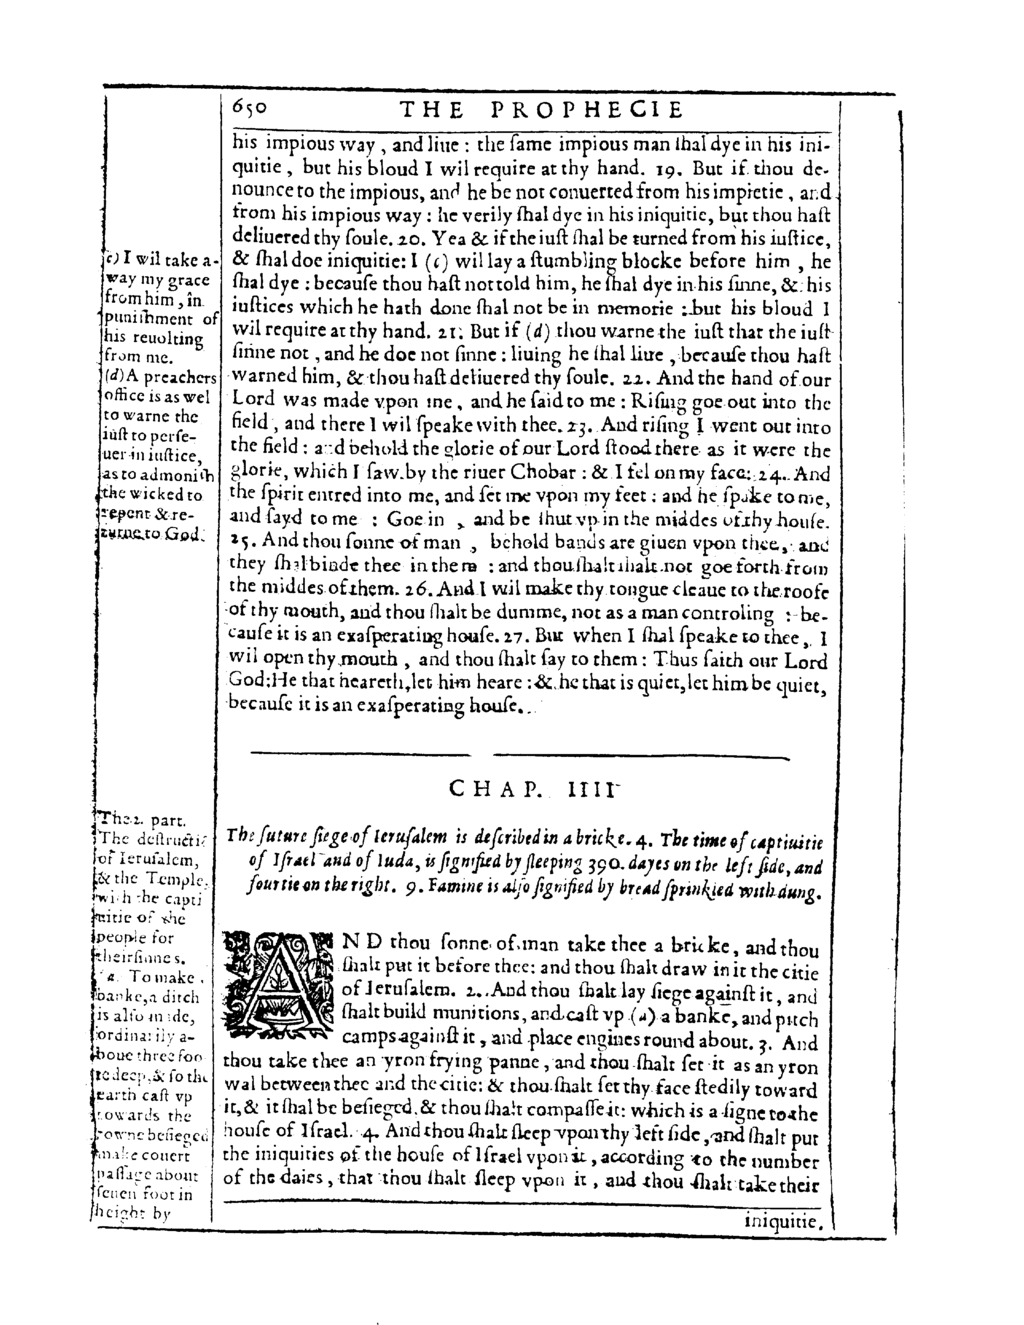 650 THE PROPHECIE
his impious way , and liue : the ſame impious man ſhal dye in his ini-
quitie , but his bloud I wil require at thy hand. 19. But if thou de-
nounce to the impious, and he be not conuerted from his impietie , and
from his impious way : he verily ſhal dye in his iniquitie, but thou haſt
deliuered thy ſoule. 20. Yea & if the iuſt ſhal be turned from his iuſtice,
& ſhal doe iniquitie: I (c) wil lay a ſtumbling blocke before him , he
ſhal dye : becauſe thou haſt not told him, he ſhal dye in his ſinne, & his
iuſtices which he hath done ſhal not be in memorie : but his bloud I
wil require at thy hand. 21. But if (d) thou warne the iuſt that the iuſt
ſinne not , and he doe not ſinne : liuing he ſhal liue , becauſe thou haſt
warned him, & thou haſt deliuered thy ſoule. 22. And the hand of our
Lord was made vpon me , and he ſaid to me : Riſing goe out into the
field , and there I wil ſpeake with thee. 23. And riſing I went out into
the field : and behold the glorie of our Lord ſtood there as it were the
glorie, which I ſaw by the riuer Chobar : & I fel on my face: 24. And
the ſpirit entred into me, and ſet me vpon my feet : and he ſpake to me,
and ſayd to me : Goe in , and be ſhut vp in the middes of thy houſe.
25. And thou ſonne of man , behold bands are giuen vpon thee, and
they ſhal binde thee in them : and thou ſhalt ſhalt not goe forth from
the middes of them. 26. And I wil make thy tongue cleaue to the roofe
of thy mouth, and thou ſhalt be dumme, not as a man controling : be-
cauſe it is an exaſperating houſe. 27. But when I ſhal ſpeake to thee , I
wil open thy mouth , and thou ſhalt ſay to them : Thus ſaith our Lord
God: He that heareth, let him heare : & he that is quiet, let him be quiet,
becauſe it is an exaſperating houſe.
(c) I wil take a-
way my grace
from him , in
puniſhment of
his reuolting
from me.
(d) A preachers
office is as wel
to warne the
iuſt to perſe-
uer in iuſtice,
as to admoniſh
the wicked to
repent & re-
turne to God.
CHAP. IIII
The future ſiege of Ieruſalem is deſcribed in a bricke. 4. The time of captiuitie
of Iſrael and of Iuda, is ſignified by ſleeping 390. dayes on the left ſide, and
fourtie on the right. 9. Famine is alſo ſignified by bread ſprinkled with dung.
AND thou ſonne of man take thee a bricke, and thou
ſhalt put it before thee: and thou ſhalt draw in it the citie
of Ieruſalem. 2. And thou ſhalt lay ſiege againſt it , and
ſhalt build munitions, and caſt vp (a) a banke, and pitch
camps againſt it , and place engines round about. 3. And
thou take thee an yron frying panne , and thou ſhalt ſet it as an yron
wal between thee and the citie: & thou ſhalt ſet thy face ſtedily toward
it, & it ſhal be beſieged, & thou ſhalt compaſſe it: which is a ſigne to the
houſe of Iſrael. 4. And thou ſhalt ſleep vpon thy left ſide , and ſhalt put
the iniquities of the houſe of Iſrael vpon it , according to the number
of the daies , that thou ſhalt ſleep vpon it , and thou ſhalt take their
iniquitie.
The 2. part.
The deſtructiō
of Ieruſalem,
& the Temple,
with the capti
uitie of the
people for
their ſinnes.
a To make a
banke, a ditch
is alſo made,
ordinarily a-
boue three foo
te deep, & ſo the
earth caſt vp
towards the
towne beſieged
make couert
paſſage about
ſeuen foot in
height by